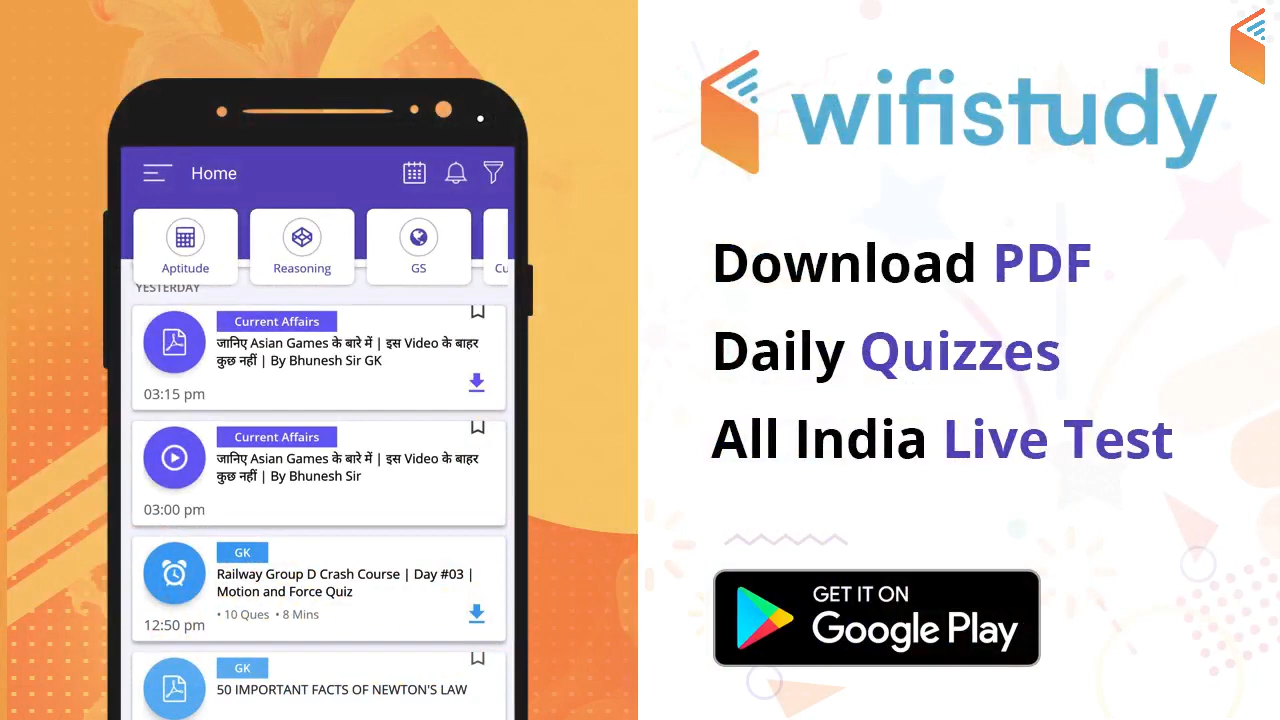 Home
Aptitude
Reasoning
GS
Cu
YESTERDAY
Current Affairs
जानिए Asian Games के बारे में | इस Video के बाहर
कुछ नहीं | By Bhunesh Sir GK
03:15 pm
Current Affairs
जानिए Asian Games के बारे में | इस Video के बाहर
कुछ नहीं | By Bhunesh Sir
03:00 pm
GK
Railway Group D Crash Course | Day #03 |
Motion and Force Quiz
• 10 Ques • 8 Mins
12:50 pm
GK
50 IMPORTANT FACTS OF NEWTON'S LAW
wifistudy
Download PDF
Daily Quizzes
All India Live Test
GET IT ON
Google Play